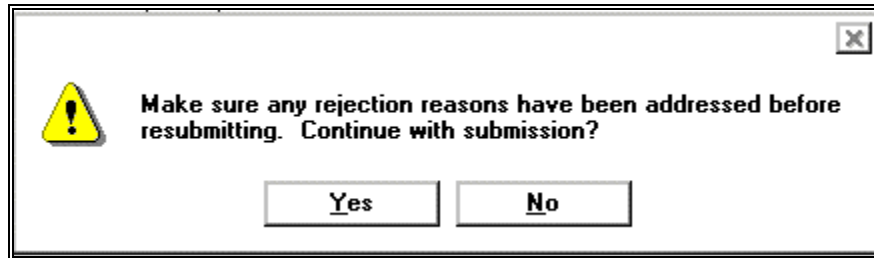 Make sure any rejection reasons have been addressed before
resubmitting.  Continue with submission?
Yes
No